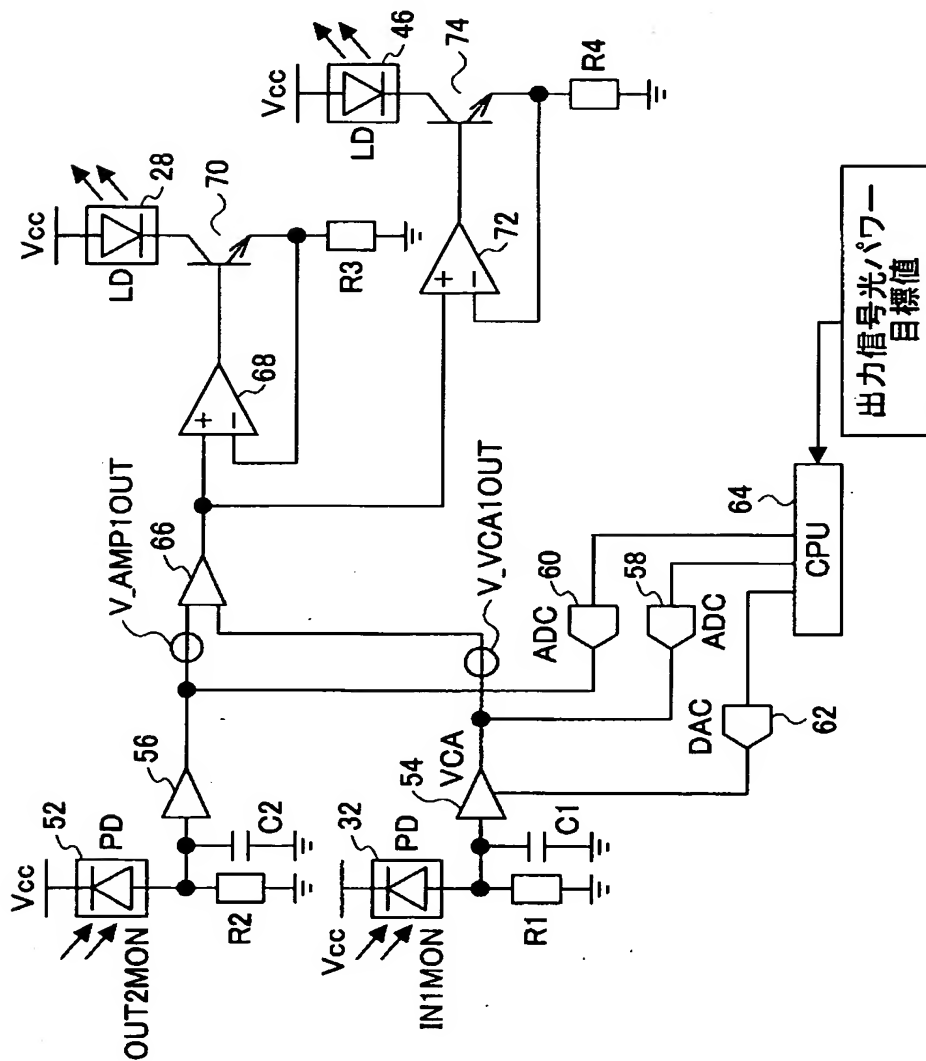 Vcc
28
LD
70
R3
Vcc
46
LD
74
R4
+
−
68
+
−
72
V_AMP1OUT
66
V_VCA1OUT
ADC
60
58
ADC
64
CPU
DAC
62
出力信号光パワー
目標値
Vcc
52
PD
56
OUT2MON
R2
C2
Vcc
32
PD
54
VCA
IN1MON
R1
C1